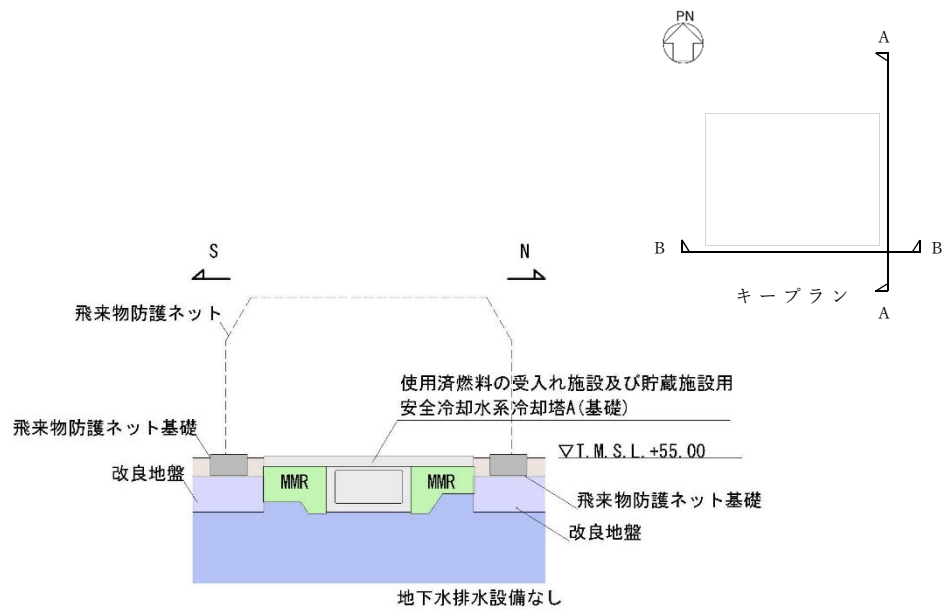 PN
A
B
B
キープラン
A
S
N
飛来物防護ネット
使用済燃料の受入れ施設及び貯蔵施設用
安全冷却水系冷却塔A(基礎)
飛来物防護ネット基礎
▽T.M.S.L.+55.00
改良地盤
MMR
MMR
飛来物防護ネット基礎
改良地盤
地下水排水設備なし